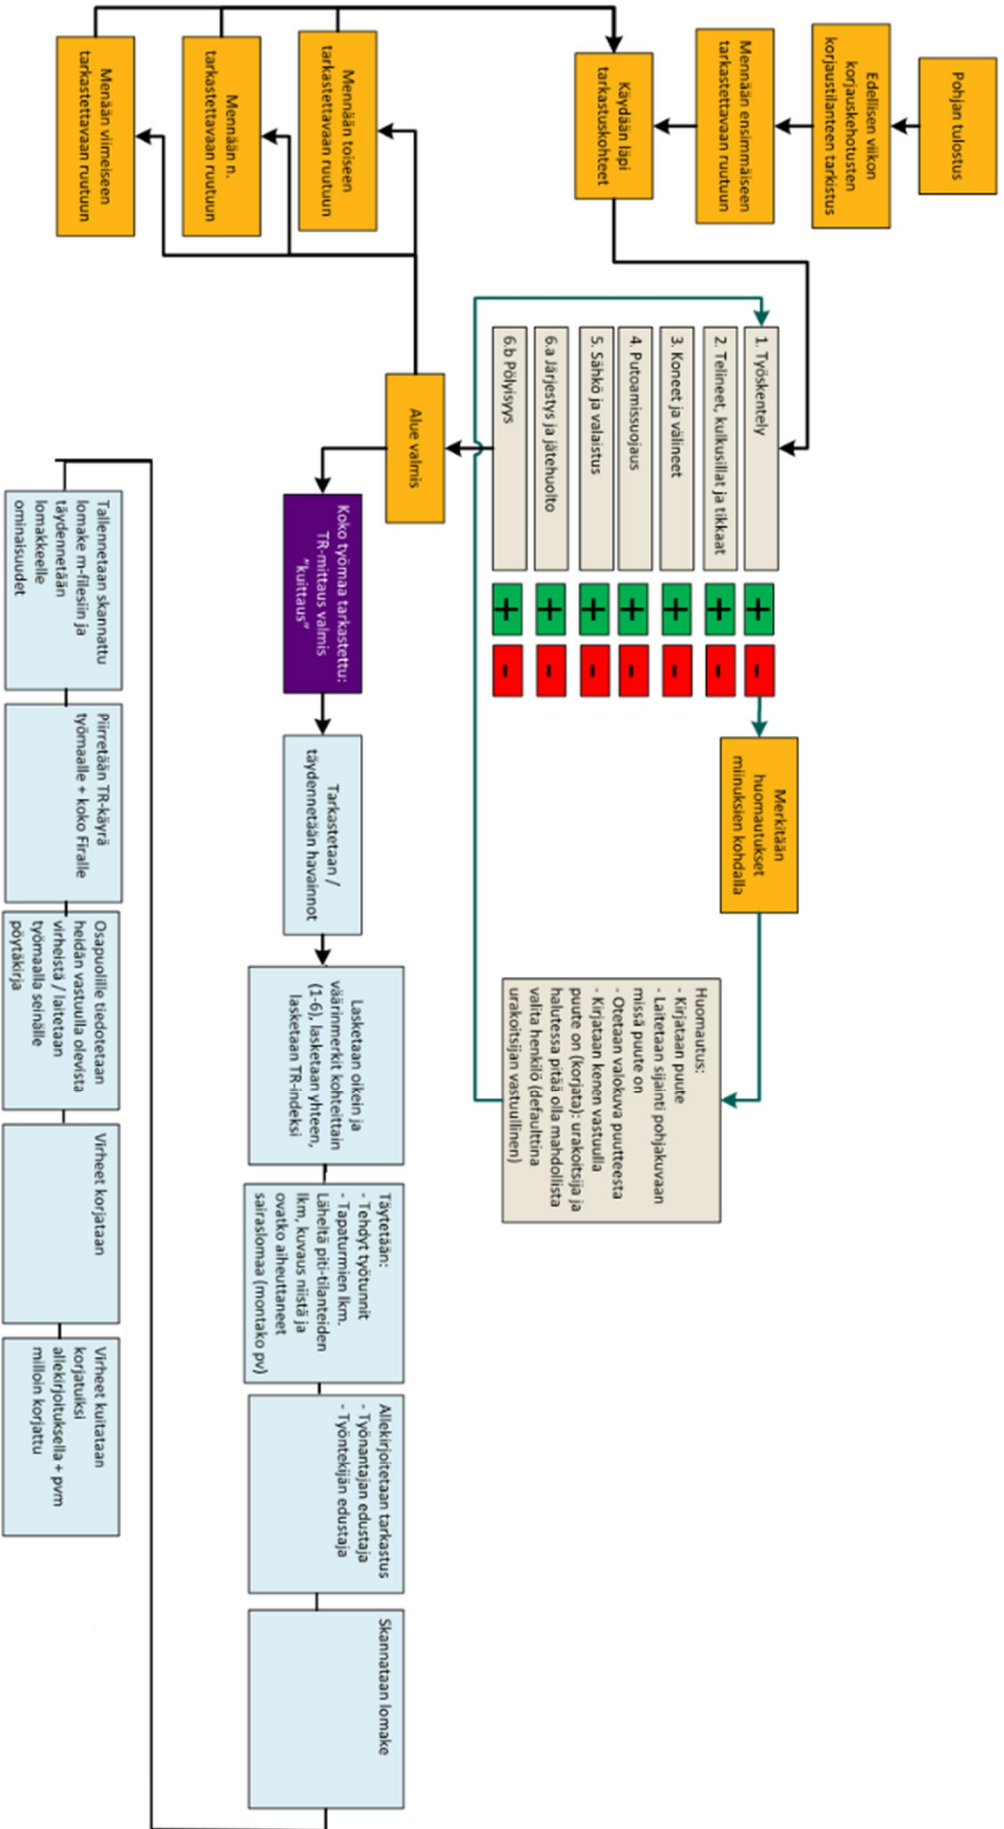 Pohjan tulostus
Edellisen viikon
korjauskehotusten
korjaustilanteen tarkistus
Mennään ensimmäiseen
tarkastettavaan ruutuun
Käydään läpi
tarkastuskohteet
Mennään toiseen
tarkastettavaan ruutuun
Mennään n.
tarkastettavaan ruutuun
Menään viimeiseen
tarkastettavaan ruutuun
1. Työskentely
+
-
2. Telineet, kulkusillat ja tikkaat
+
-
3. Koneet ja välineet
+
-
4. Putoamissuojaus
+
-
5. Sähkö ja valaistus
+
-
6.a Järjestys ja jätehuolto
+
-
6.b Pölyisyys
+
-
Merkitään
huomautukset
miinuksien kohdalla
Huomautus:
- Kirjataan puute
- Laitetaan sijainti pohjakuvaan
missä puute on
- Otetaan valokuva puutteesta
- Kirjataan kenen vastuulla
puute on (korjata): urakoitsija ja
halutessa pitää olla mahdollista
valita henkilö (defaulttina
urakoitsijan vastuullinen)
Alue valmis
Koko työmaa tarkastettu:
TR-mittaus valmis
"kuittaus"
Tarkastetaan /
täydennetään havainnot
Lasketaan oikein ja
väärinmerkit kohteittain
(1-6), lasketaan yhteen,
lasketaan TR-indeksi
Täytetään:
- Tehdyt työtunnit
- Tapaturmien lkm.
Läheltä piti-tilanteiden
lkm, kuvaus niistä ja
ovatko aiheuttaneet
sairaslomaa (montako pv)
Allekirjoitetaan tarkastus
- Työnantajan edustaja
- Työntekijän edustaja
Skannataan lomake
Tallennetaan skannattu
lomake m-filesiin ja
täydennetään
lomakkeelle
ominaisuudet
Piirretään TR-käyrä
työmaalle + koko Firalle
Osapuolille tiedotetaan
heidän vastuulla olevista
virheistä / laitetaan
työmaalla seinälle
pöytäkirja
Virheet korjataan
Virheet kuitataan
korjatuiksi
allekirjoituksella + pvm
milloin korjattu